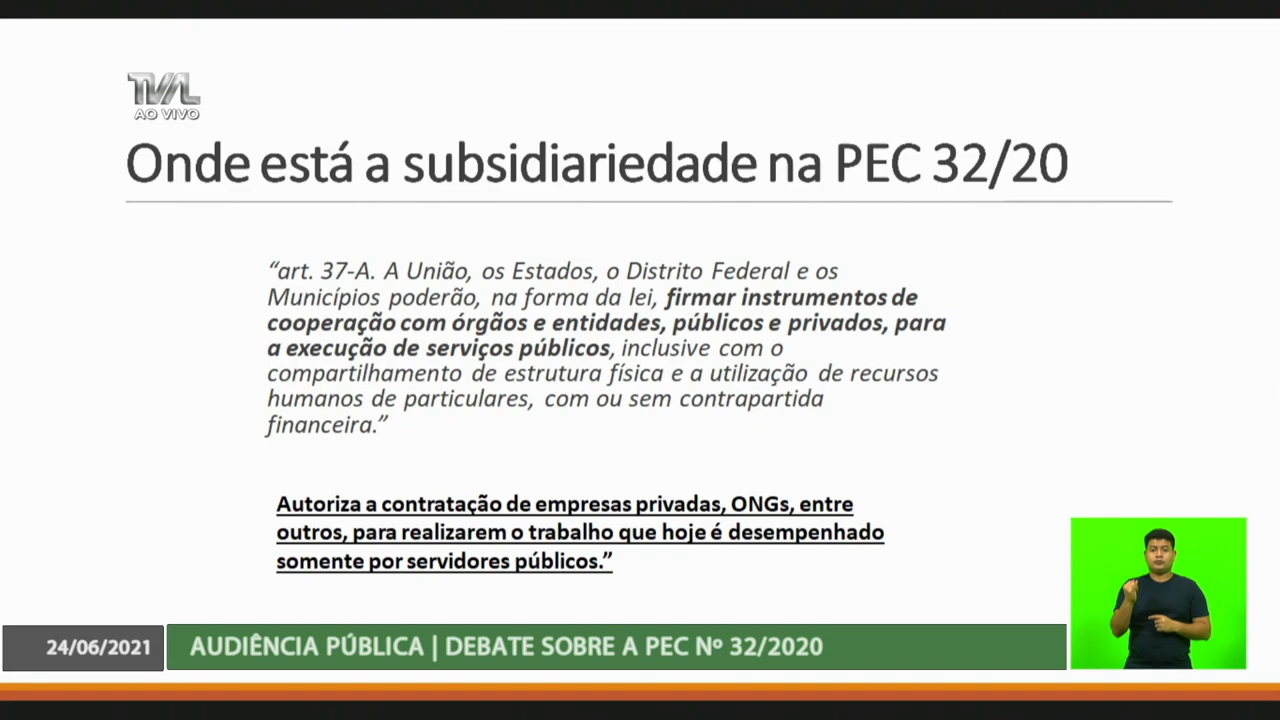 TVAL
AO VIVO
Onde está a subsidiariedade na PEC 32/20
“art. 37-A. A União, os Estados, o Distrito Federal e os
Municípios poderão, na forma da lei, firmar instrumentos de
cooperação com órgãos e entidades, públicos e privados, para
a execução de serviços públicos, inclusive com o
compartilhamento de estrutura física e a utilização de recursos
humanos de particulares, com ou sem contrapartida
financeira.”
Autoriza a contratação de empresas privadas, ONGs, entre
outros, para realizarem o trabalho que hoje é desempenhado
somente por servidores públicos.”
24/06/2021
AUDIÊNCIA PÚBLICA | DEBATE SOBRE A PEC Nº 32/2020